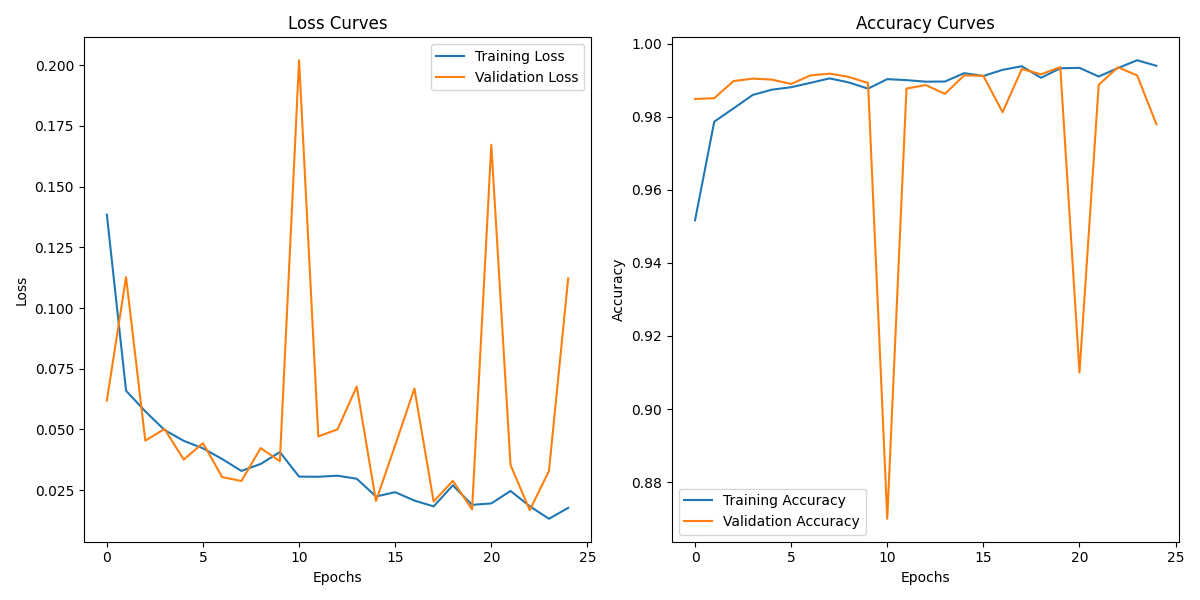 Loss Curves
Training Loss
Validation Loss
0.200
0.175
0.150
0.125
0.100
0.075
0.050
0.025
Loss
0 5 10 15 20 25
Epochs
Accuracy Curves
1.00
0.98
0.96
0.94
0.92
0.90
0.88
Accuracy
Training Accuracy
Validation Accuracy
0 5 10 15 20 25
Epochs